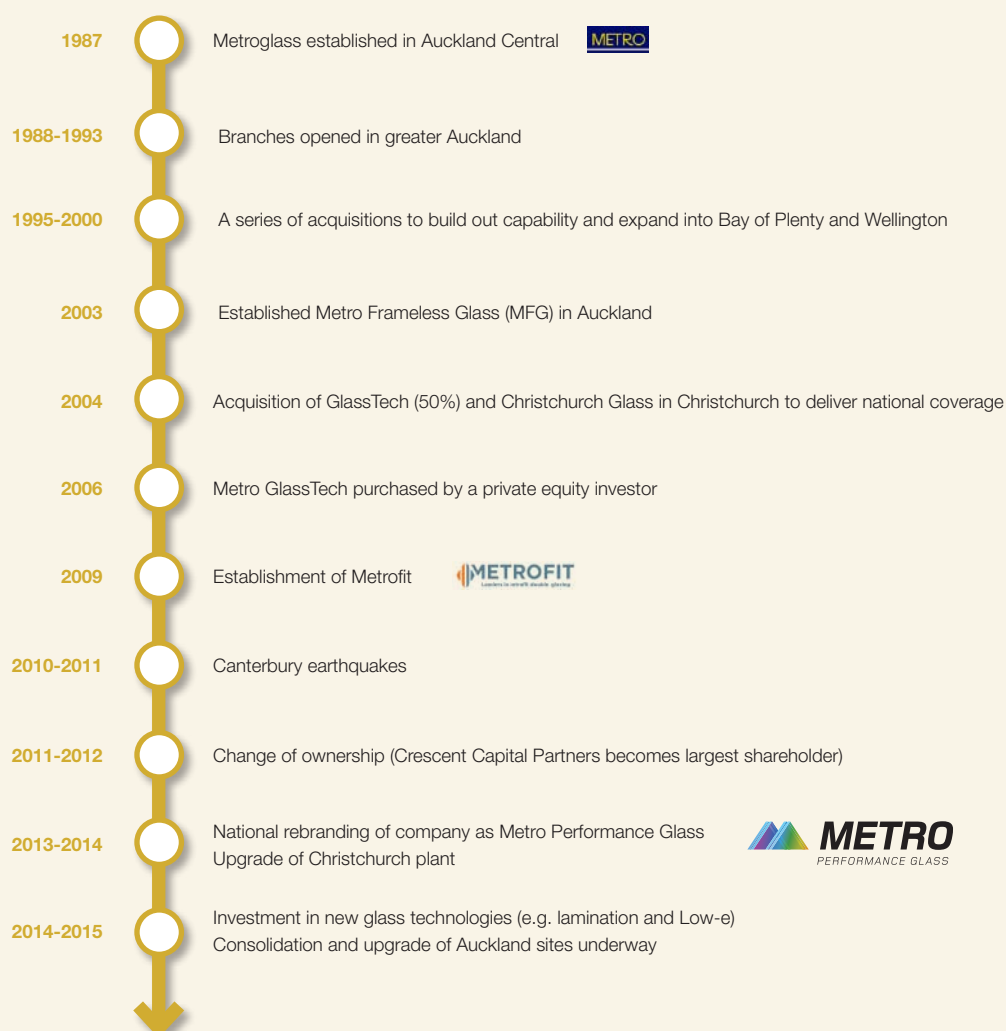 1987
Metroglass established in Auckland Central
METRO
1988-1993
Branches opened in greater Auckland
1995-2000
A series of acquisitions to build out capability and expand into Bay of Plenty and Wellington
2003
Established Metro Frameless Glass (MFG) in Auckland
2004
Acquisition of GlassTech (50%) and Christchurch Glass in Christchurch to deliver national coverage
2006
Metro GlassTech purchased by a private equity investor
2009
Establishment of Metrofit
METROFIT
Leaders in retrofit double glazing
2010-2011
Canterbury earthquakes
2011-2012
Change of ownership (Crescent Capital Partners becomes largest shareholder)
2013-2014
National rebranding of company as Metro Performance Glass
Upgrade of Christchurch plant
METRO
PERFORMANCE GLASS
2014-2015
Investment in new glass technologies (e.g. lamination and Low-e)
Consolidation and upgrade of Auckland sites underway